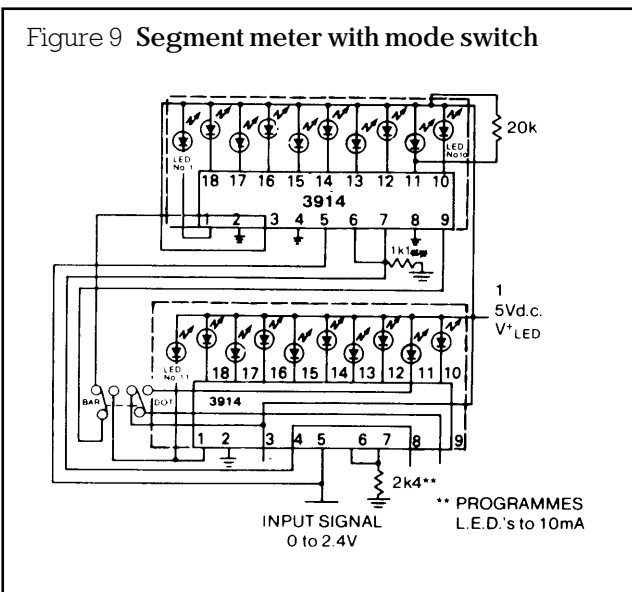 Figure 9 Segment meter with mode switch
20k
LED
No.1
LED
No10
18 17 16 15 14 13 12 11 10
3914
1 2 3 4 5 6 7 8 9
1k1
1
5Vd.c.
V+LED
LED
No.11
18 17 16 15 14 13 12 11 10
BAR
DOT
3914
1 2 3 4 5 6 7 8 9
2k4**
INPUT SIGNAL
0 to 2.4V
** PROGRAMMES
L.E.D.'s to 10mA